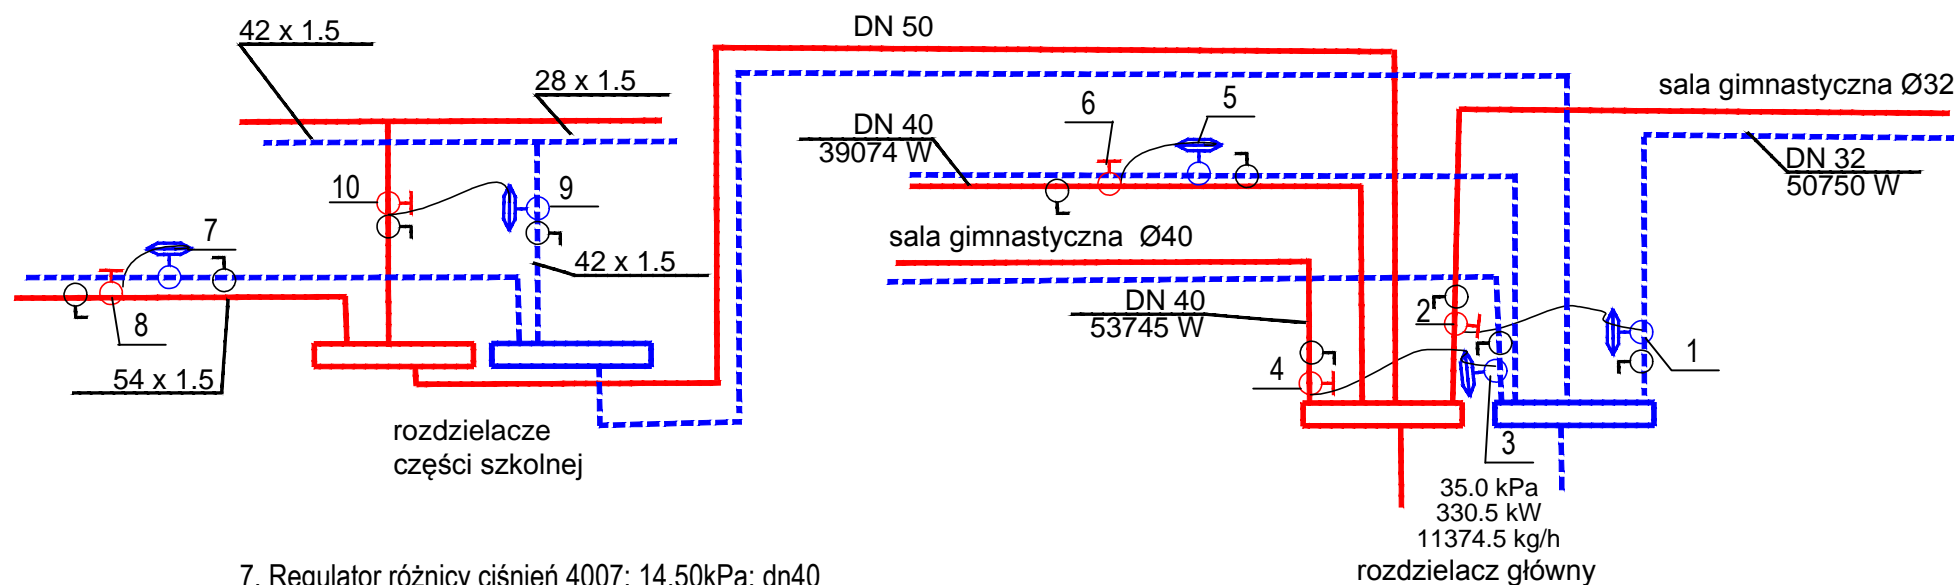 42 x 1.5
28 x 1.5
DN 50
sala gimnastyczna Ø32
DN 40
39074 W
6
5
DN 32
50750 W
10
9
7
42 x 1.5
8
54 x 1.5
sala gimnastyczna Ø40
DN 40
53745 W
2
1
4
3
rozdzielacze
części szkolnej
35.0 kPa
330.5 kW
11374.5 kg/h
rozdzielacz główny
7. Regulator różnicy ciśnień 4007; 14,50kPa; dn40